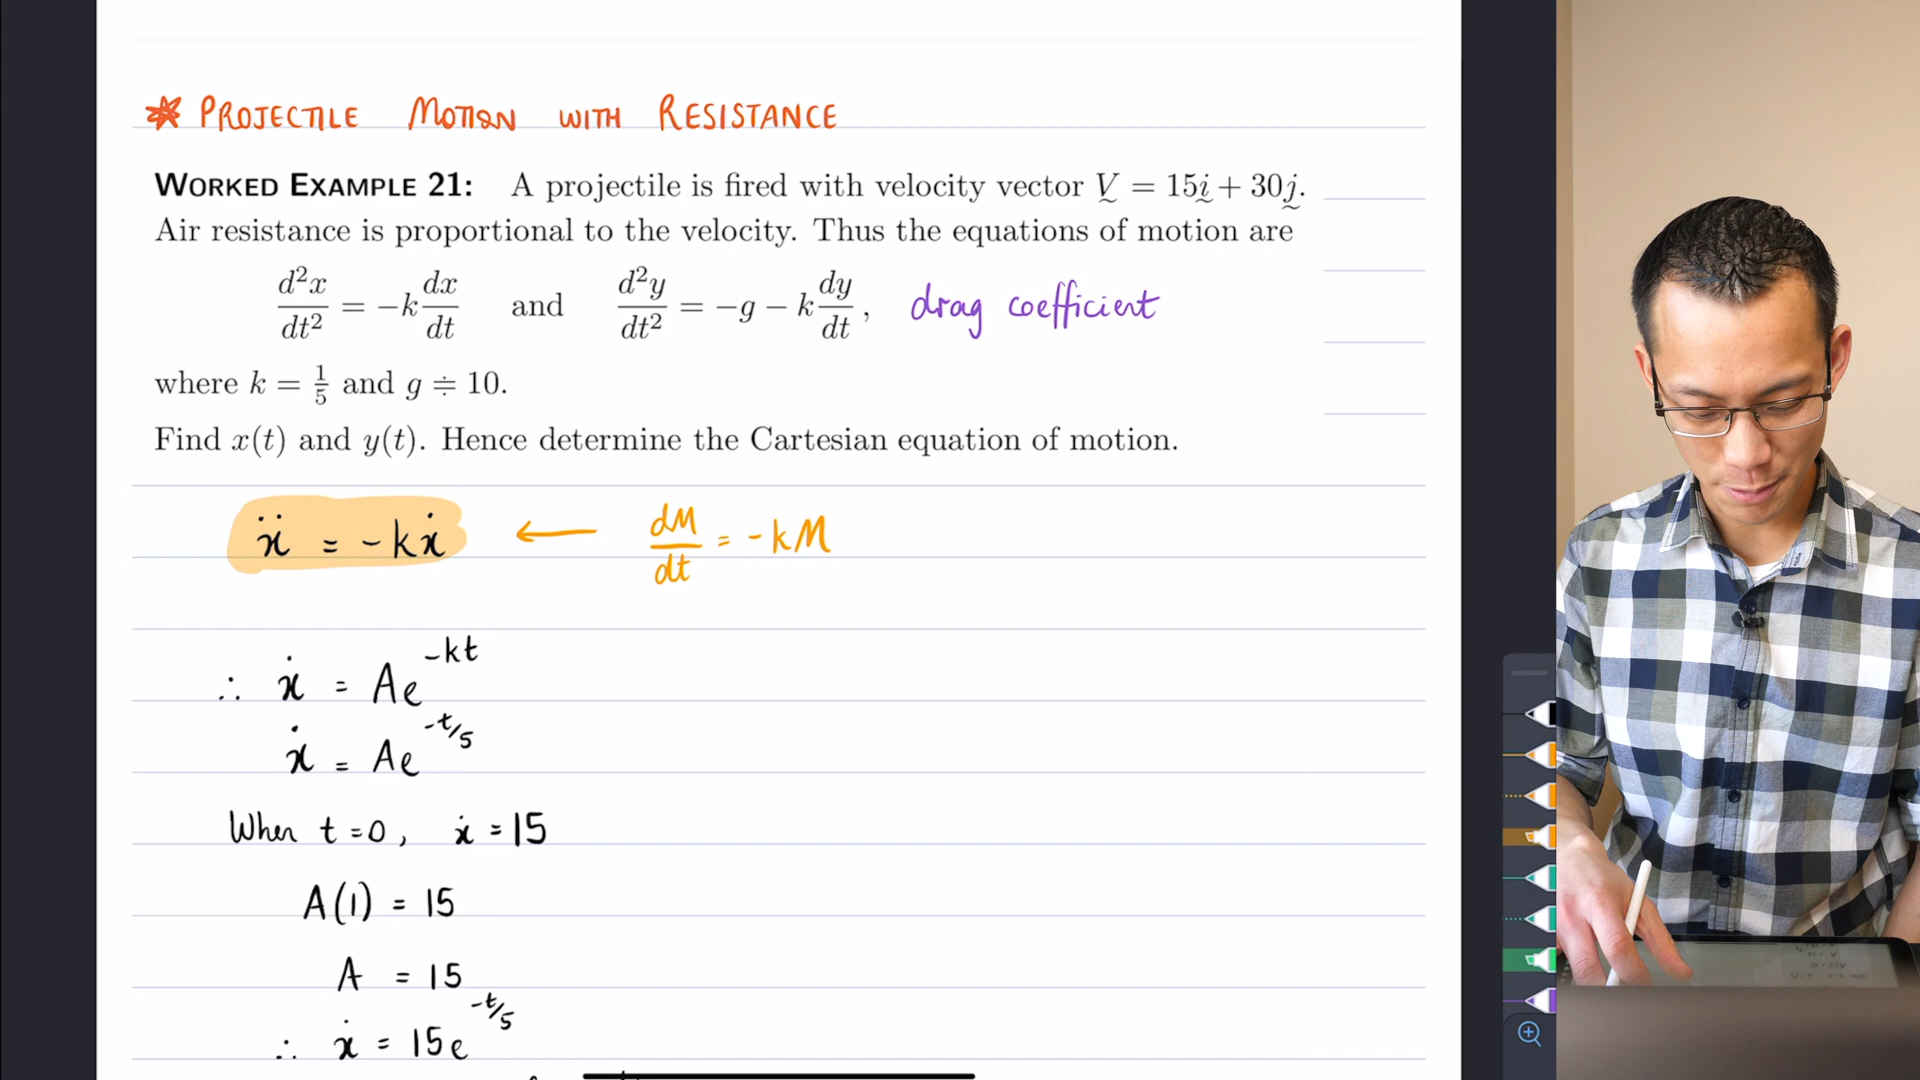 * PROJECTILE MOTION WITH RESISTANCE
WORKED EXAMPLE 21: A projectile is fired with velocity vector V = 15i + 30j.
Air resistance is proportional to the velocity. Thus the equations of motion are
d²x/dt² = −k dx/dt and d²y/dt² = −g − k dy/dt, drag coefficient
where k = 1/5 and g ≑ 10.
Find x(t) and y(t). Hence determine the Cartesian equation of motion.
ẍ = -kẋ ← dM/dt = -kM
∴ ẋ = Ae^-kt
ẋ = Ae^-t/5
When t=0, ẋ = 15
A(1) = 15
A = 15
∴ ẋ = 15e^-t/5